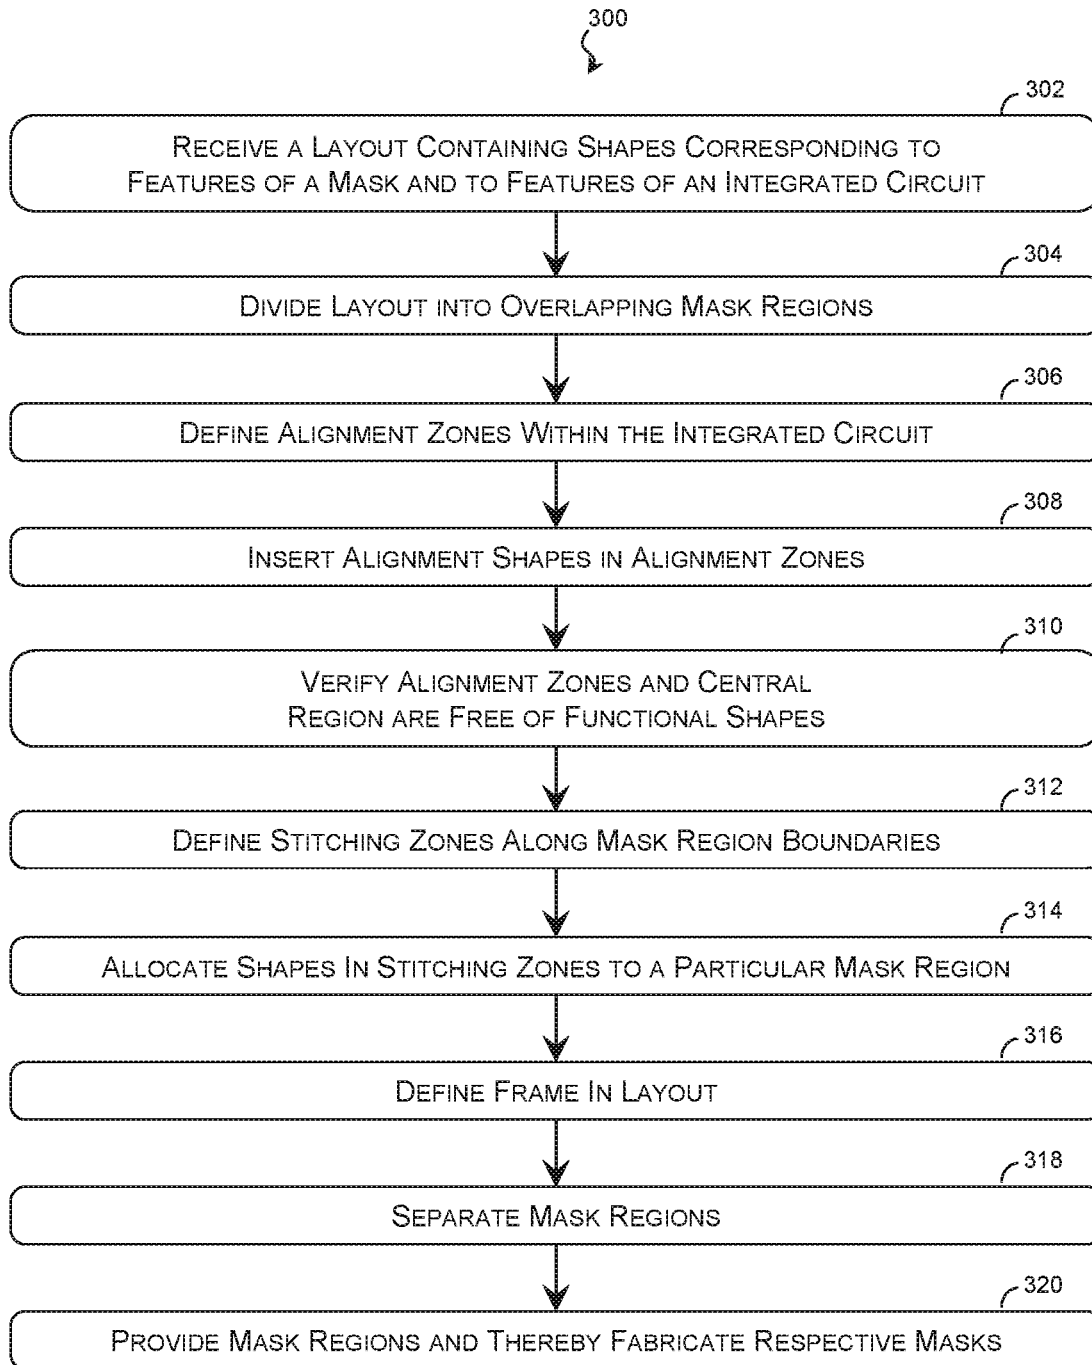 300
302
RECEIVE A LAYOUT CONTAINING SHAPES CORRESPONDING TO
FEATURES OF A MASK AND TO FEATURES OF AN INTEGRATED CIRCUIT
304
DIVIDE LAYOUT INTO OVERLAPPING MASK REGIONS
306
DEFINE ALIGNMENT ZONES WITHIN THE INTEGRATED CIRCUIT
308
INSERT ALIGNMENT SHAPES IN ALIGNMENT ZONES
310
VERIFY ALIGNMENT ZONES AND CENTRAL
REGION ARE FREE OF FUNCTIONAL SHAPES
312
DEFINE STITCHING ZONES ALONG MASK REGION BOUNDARIES
314
ALLOCATE SHAPES IN STITCHING ZONES TO A PARTICULAR MASK REGION
316
DEFINE FRAME IN LAYOUT
318
SEPARATE MASK REGIONS
320
PROVIDE MASK REGIONS AND THEREBY FABRICATE RESPECTIVE MASKS